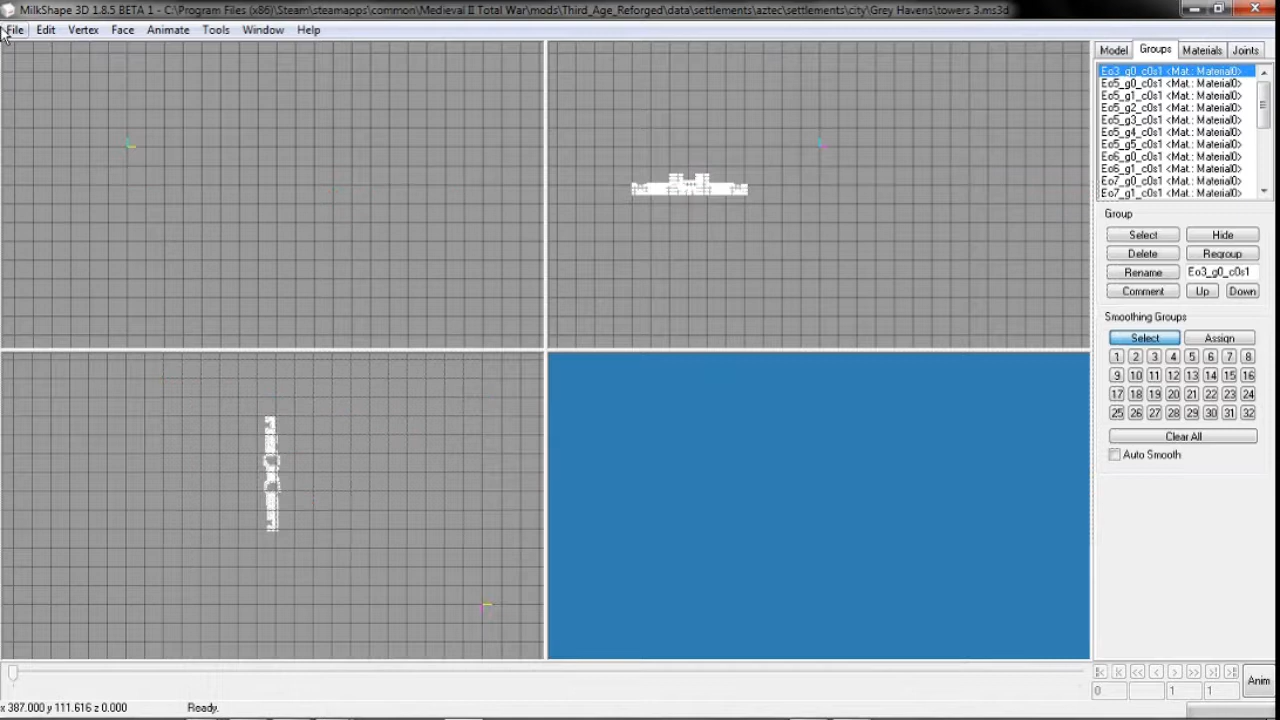 MilkShape 3D 1.8.5 BETA 1 - C:\Program Files (x86)\Steam\steamapps\common\Medieval II Total War\mods\Third_Age_Reforged\data\settlements\aztec\settlements\city\Grey Havens\towers 3.ms3d
File Edit Vertex Face Animate Tools Window Help
Model Groups Materials Joints
Eo3_g0_c0s1 <Mat.: Material0>
Eo5_g0_c0s1 <Mat.: Material0>
Eo5_g1_c0s1 <Mat.: Material0>
Eo5_g2_c0s1 <Mat.: Material0>
Eo5_g3_c0s1 <Mat.: Material0>
Eo5_g4_c0s1 <Mat.: Material0>
Eo5_g5_c0s1 <Mat.: Material0>
Eo6_g0_c0s1 <Mat.: Material0>
Eo7_g0_c0s1 <Mat.: Material0>
Eo7_g1_c0s1 <Mat.: Material0>
Group
Select Hide
Delete Regroup
Rename Eo3_g0_c0s1
Comment Up Down
Smoothing Groups
Select Assign
1 2 3 4 5 6 7 8
9 10 11 12 13 14 15 16
17 18 19 20 21 22 23 24
25 26 27 28 29 30 31 32
Clear All
Auto Smooth
Anim
0 1 1
x 387.000 y 111.616 z 0.000 Ready.